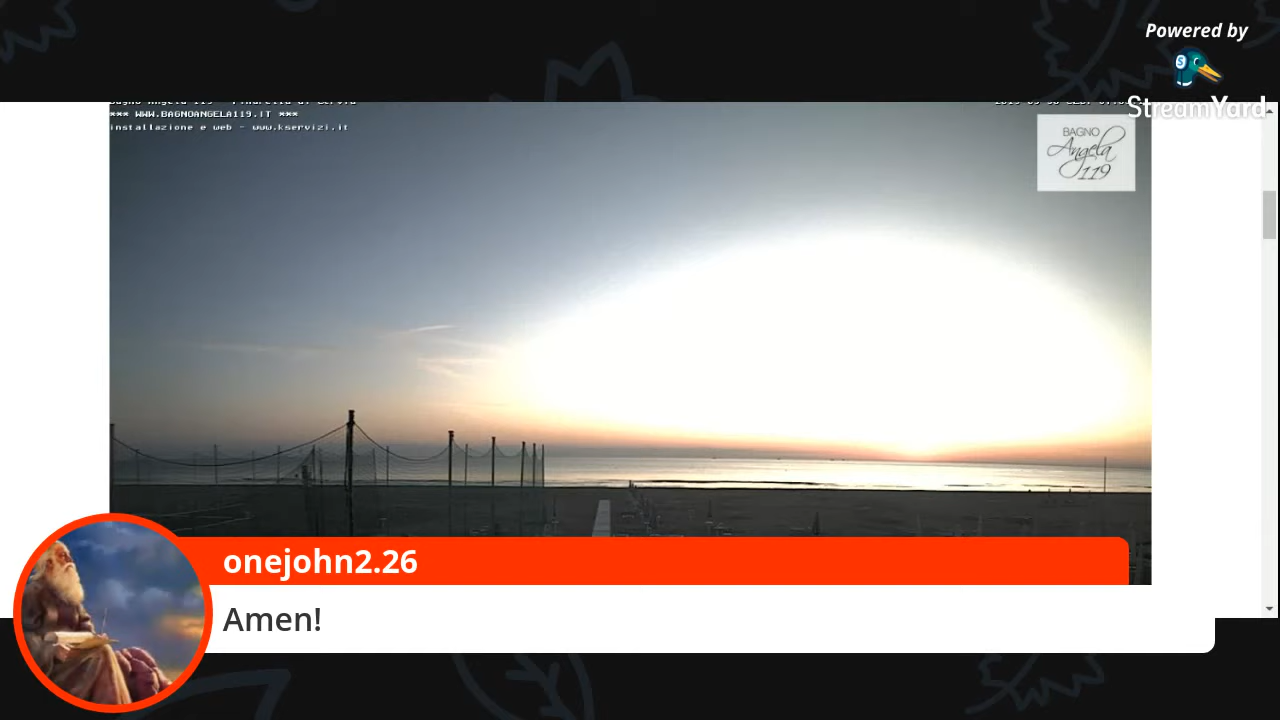 Powered by
StreamYard
*** WWW.BAGNOANGELA119.IT ***
installazione e web - www.kservizi.it
BAGNO
Angela
119
onejohn2.26
Amen!